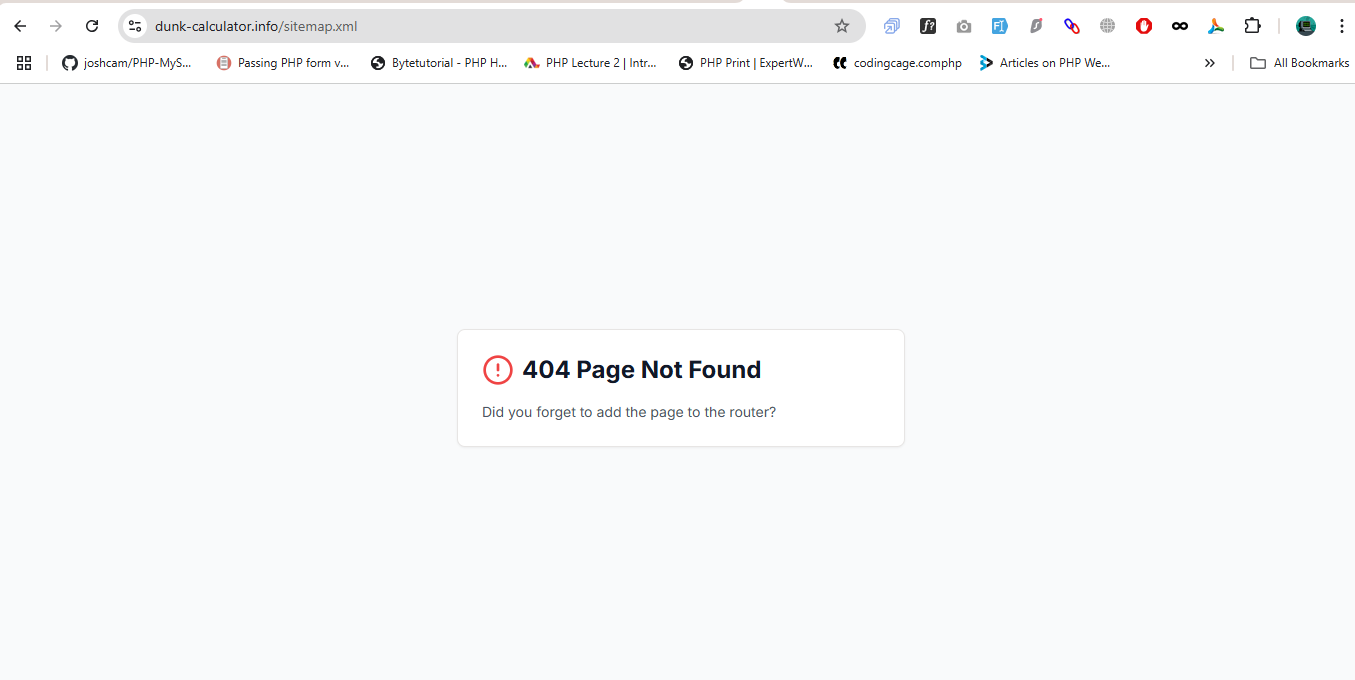 dunk-calculator.info/sitemap.xml
joshcam/PHP-MyS...
Passing PHP form v...
Bytetutorial - PHP H...
PHP Lecture 2 | Intr...
PHP Print | ExpertW...
codingcage.comphp
Articles on PHP We...
All Bookmarks
404 Page Not Found
Did you forget to add the page to the router?